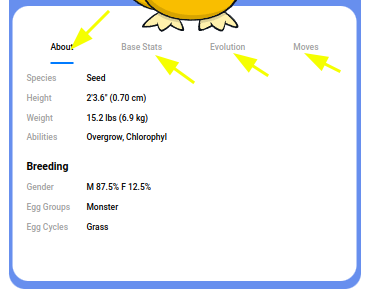 About Base Stats Evolution Moves
Species Seed
Height 2'3.6" (0.70 cm)
Weight 15.2 lbs (6.9 kg)
Abilities Overgrow, Chlorophyl
Breeding
Gender M 87.5% F 12.5%
Egg Groups Monster
Egg Cycles Grass